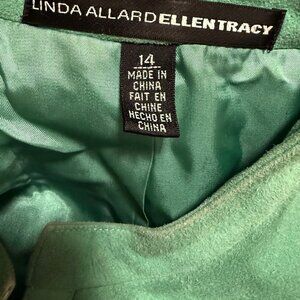 LINDA ALLARD ELLEN TRACY
14
MADE IN
CHINA
FAIT EN
CHINE
HECHO EN
CHINA